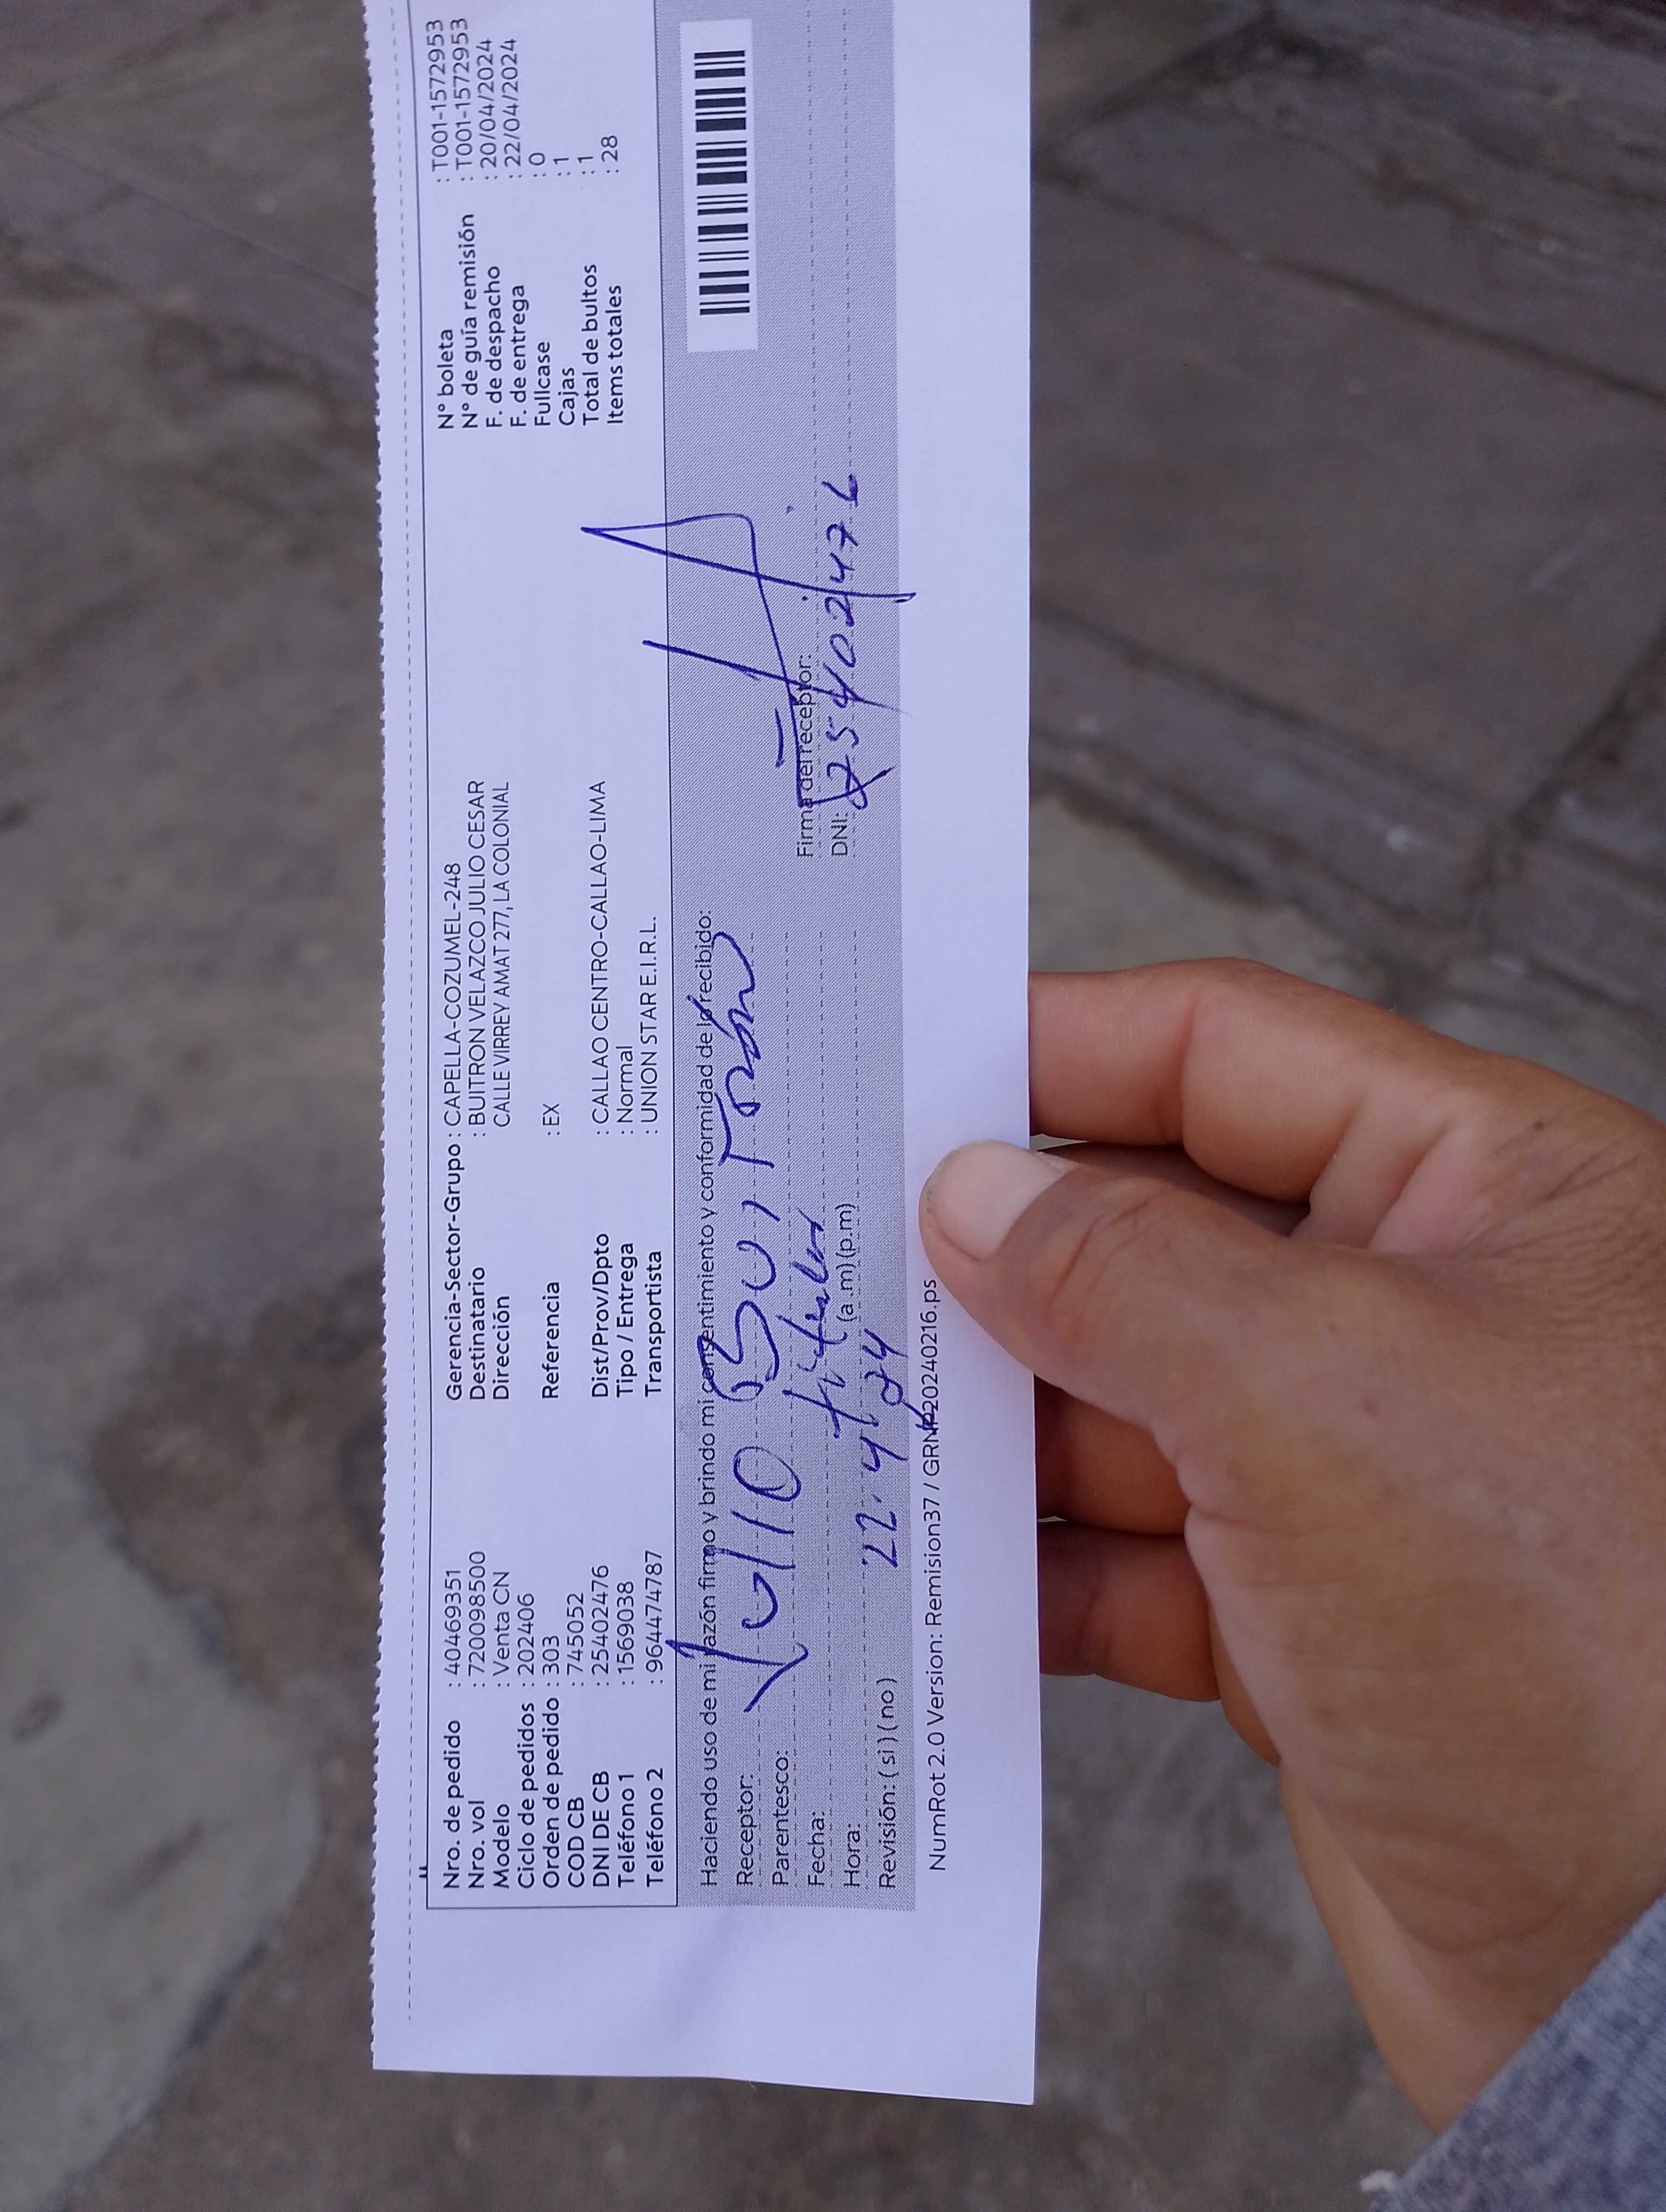 Nro. de pedido : 40469351 Gerencia-Sector-Grupo : CAPELLA-COZUMEL-248 N° boleta : T001-1572953
Nro. vol : 720098500 Destinatario : BUITRON VELAZCO JULIO CESAR N° de guía remisión : T001-1572953
Modelo : Venta CN Dirección CALLE VIRREY AMAT 277, LA COLONIAL F. de despacho : 20/04/2024
Ciclo de pedidos : 202406 F. de entrega : 22/04/2024
Orden de pedido : 303 Referencia : EX Fullcase : 0
COD CB : 745052 Cajas : 1
DNI DE CB : 25402476 Dist/Prov/Dpto : CALLAO CENTRO-CALLAO-LIMA Total de bultos : 1
Teléfono 1 : 1569038 Tipo / Entrega : Normal Items totales : 28
Teléfono 2 : 964474787 Transportista : UNION STAR E.I.R.L.
Haciendo uso de mi razón firmo y brindo mi consentimiento y conformidad de lo recibido:
Receptor: Julio Buitrón
Parentesco: titular
Fecha: Firma del receptor:
Hora: (a.m) (p.m) DNI: 25402476
Revisión: ( si ) ( no ) 22.4.24
NumRot 2.0 Version: Remision37 / GRNP20240216.ps